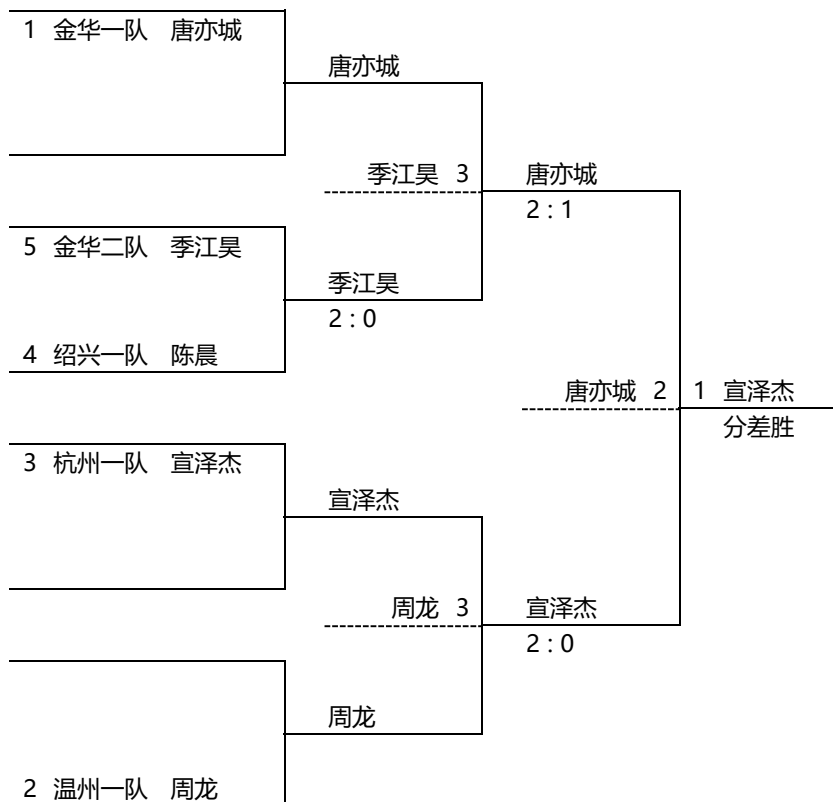 1 金华一队 唐亦城
唐亦城
季江昊 3
唐亦城
2 : 1
5 金华二队 季江昊
季江昊
2 : 0
4 绍兴一队 陈晨
唐亦城 2
1 宣泽杰
分差胜
3 杭州一队 宣泽杰
宣泽杰
周龙 3
宣泽杰
2 : 0
周龙
2 温州一队 周龙